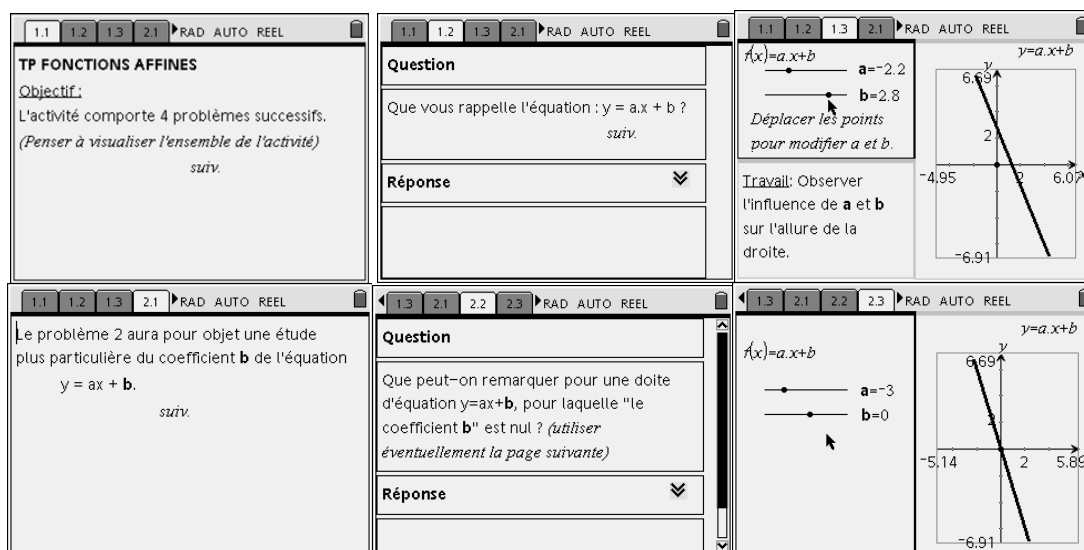 1.1 1.2 1.3 2.1 RAD AUTO REEL
TP FONCTIONS AFFINES
Objectif :
L'activité comporte 4 problèmes successifs.
(Penser à visualiser l'ensemble de l'activité)
suiv.
1.1 1.2 1.3 2.1 RAD AUTO REEL
Question
Que vous rappelle l'équation : y = a.x + b ?
suiv.
Réponse
1.1 1.2 1.3 2.1 RAD AUTO REEL
f(x)=a.x+b
a=-2.2
b=2.8
Déplacer les points
pour modifier a et b.
Travail: Observer
l'influence de a et b
sur l'allure de la
droite.
y=a.x+b
y
6.69
2
-4.95 2 6.07 x
-6.91
1.1 1.2 1.3 2.1 RAD AUTO REEL
Le problème 2 aura pour objet une étude
plus particulière du coefficient b de l'équation
y = ax + b.
suiv.
1.3 2.1 2.2 2.3 RAD AUTO REEL
Question
Que peut-on remarquer pour une doite
d'équation y=ax+b, pour laquelle "le
coefficient b" est nul ? (utiliser
éventuellement la page suivante)
Réponse
1.3 2.1 2.2 2.3 RAD AUTO REEL
f(x)=a.x+b
a=-3
b=0
y=a.x+b
y
6.69
2
-5.14 2 5.89
-6.91